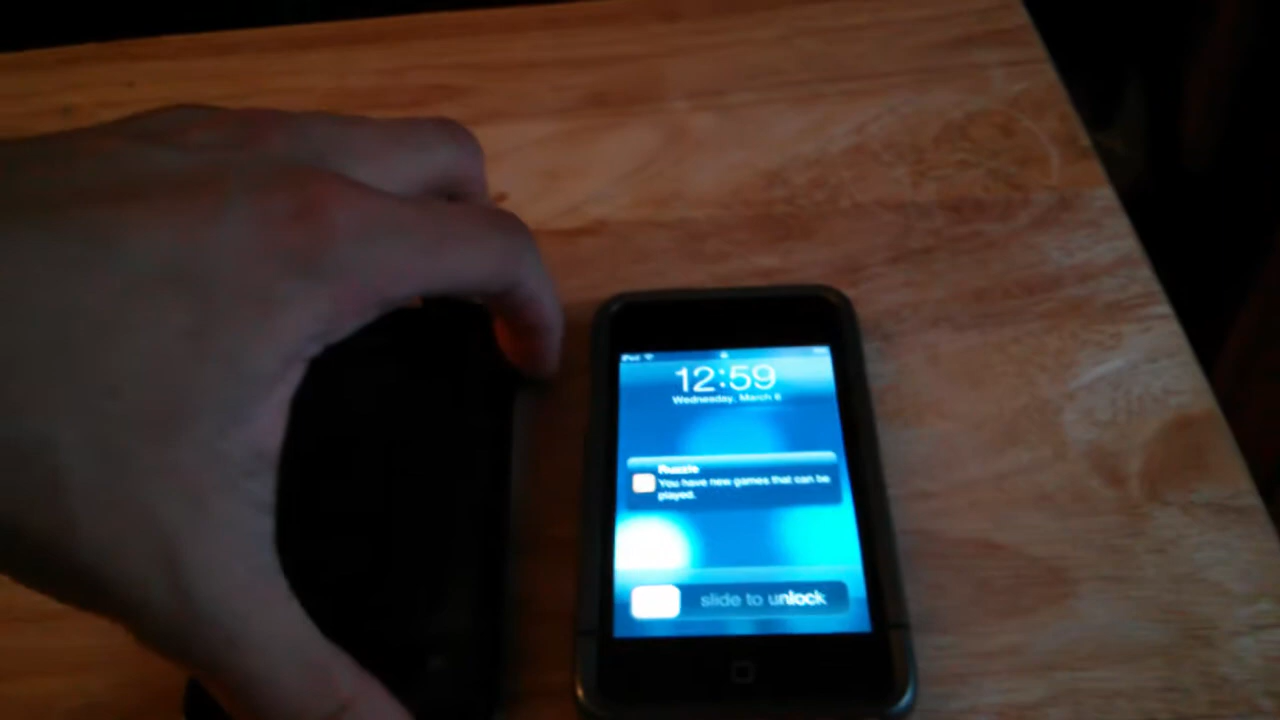 iPod
12:59
Wednesday, March 6
Ruzzle
You have new games that can be
played.
slide to unlock